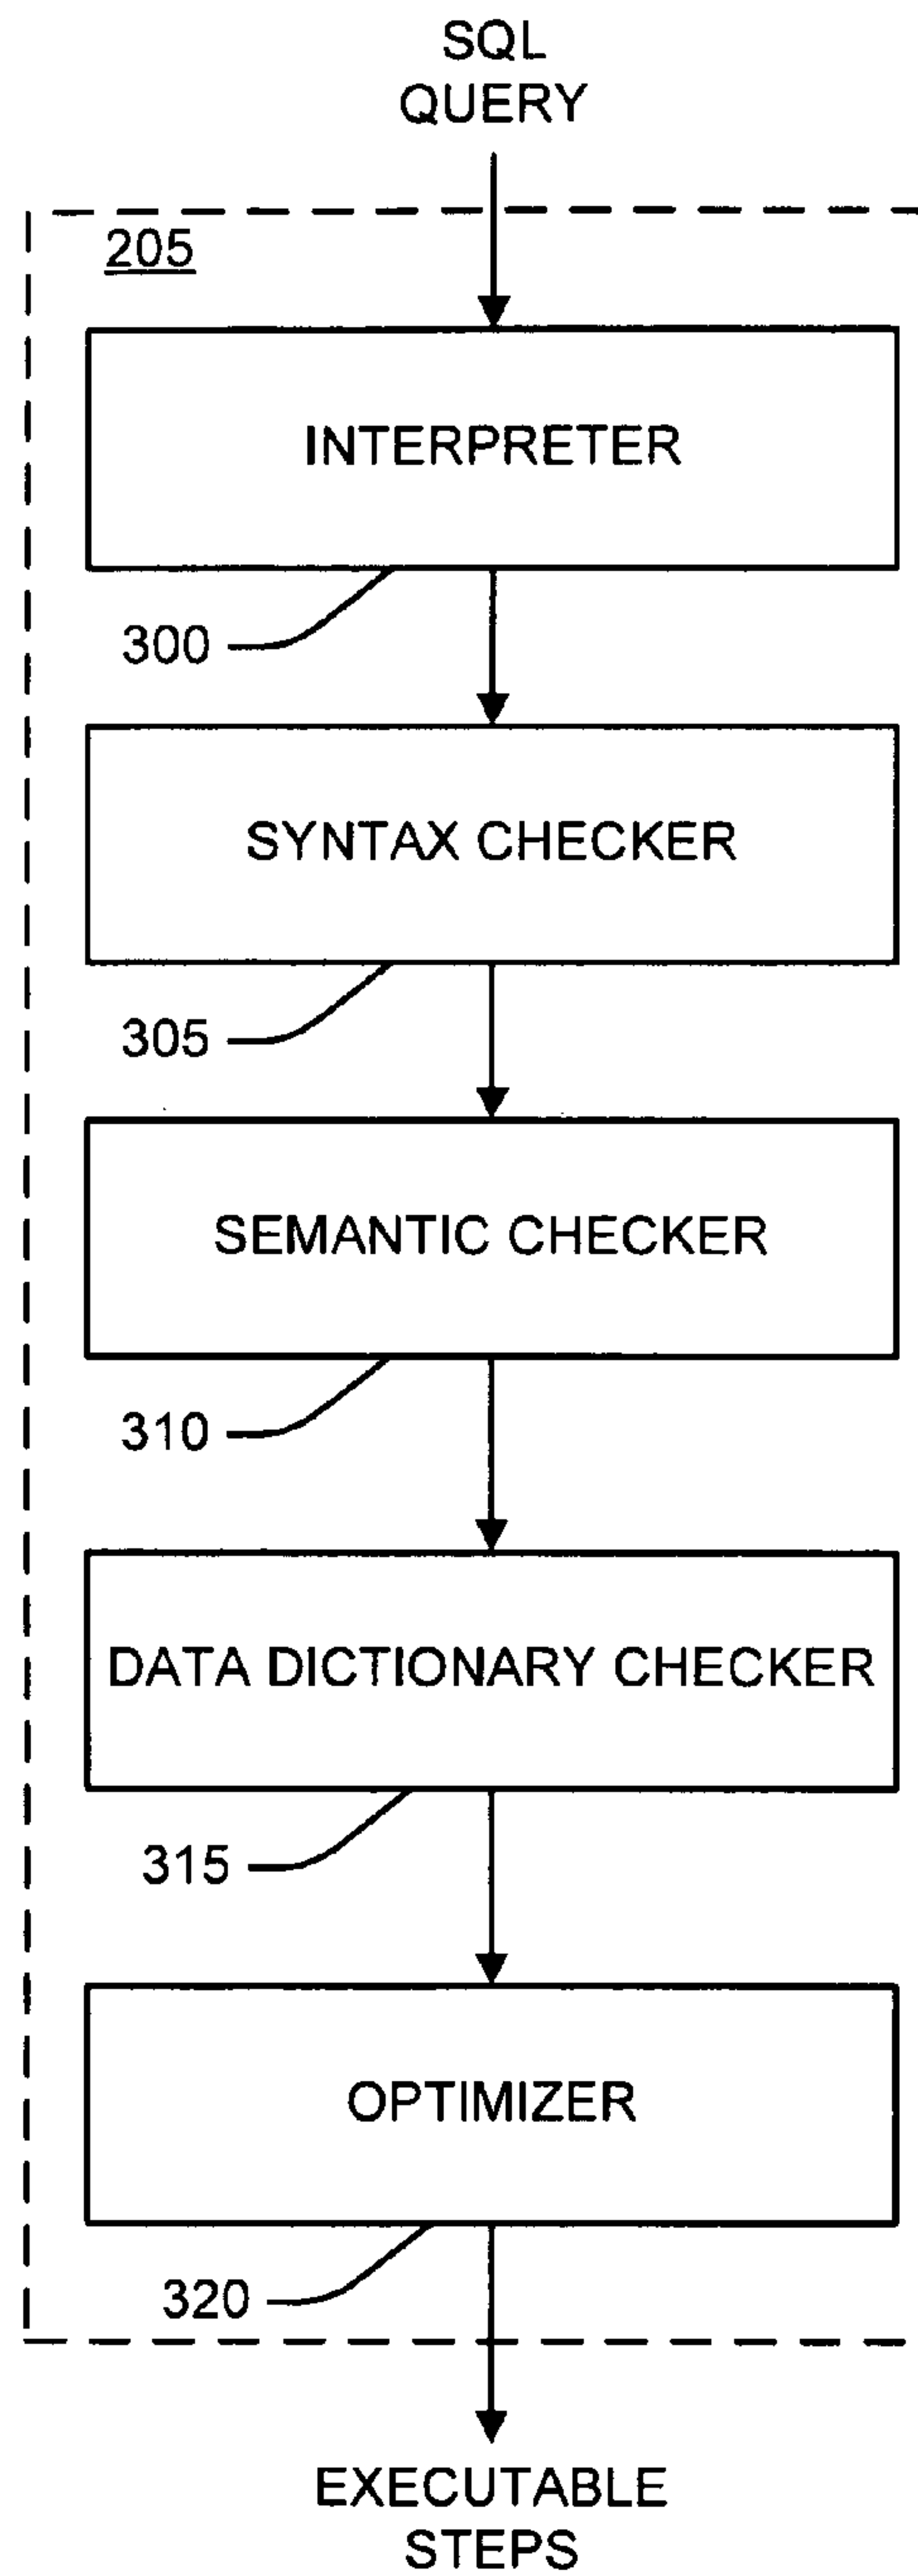 SQL
QUERY
205
INTERPRETER
300
SYNTAX CHECKER
305
SEMANTIC CHECKER
310
DATA DICTIONARY CHECKER
315
OPTIMIZER
320
EXECUTABLE
STEPS